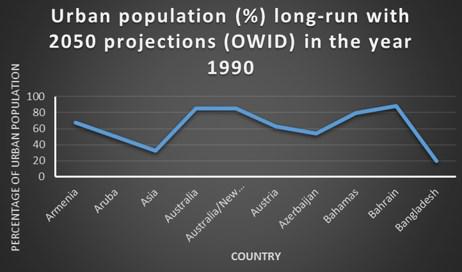 Urban population (%) long-run with
2050 projections (OWID) in the year
1990
PERCENTAGE OF URBAN POPULATION
100
80
60
40
20
0
Armenia
Aruba
Asia
Australia
Australia/New...
Austria
Azerbaijan
Bahamas
Bahrain
Bangladesh
COUNTRY